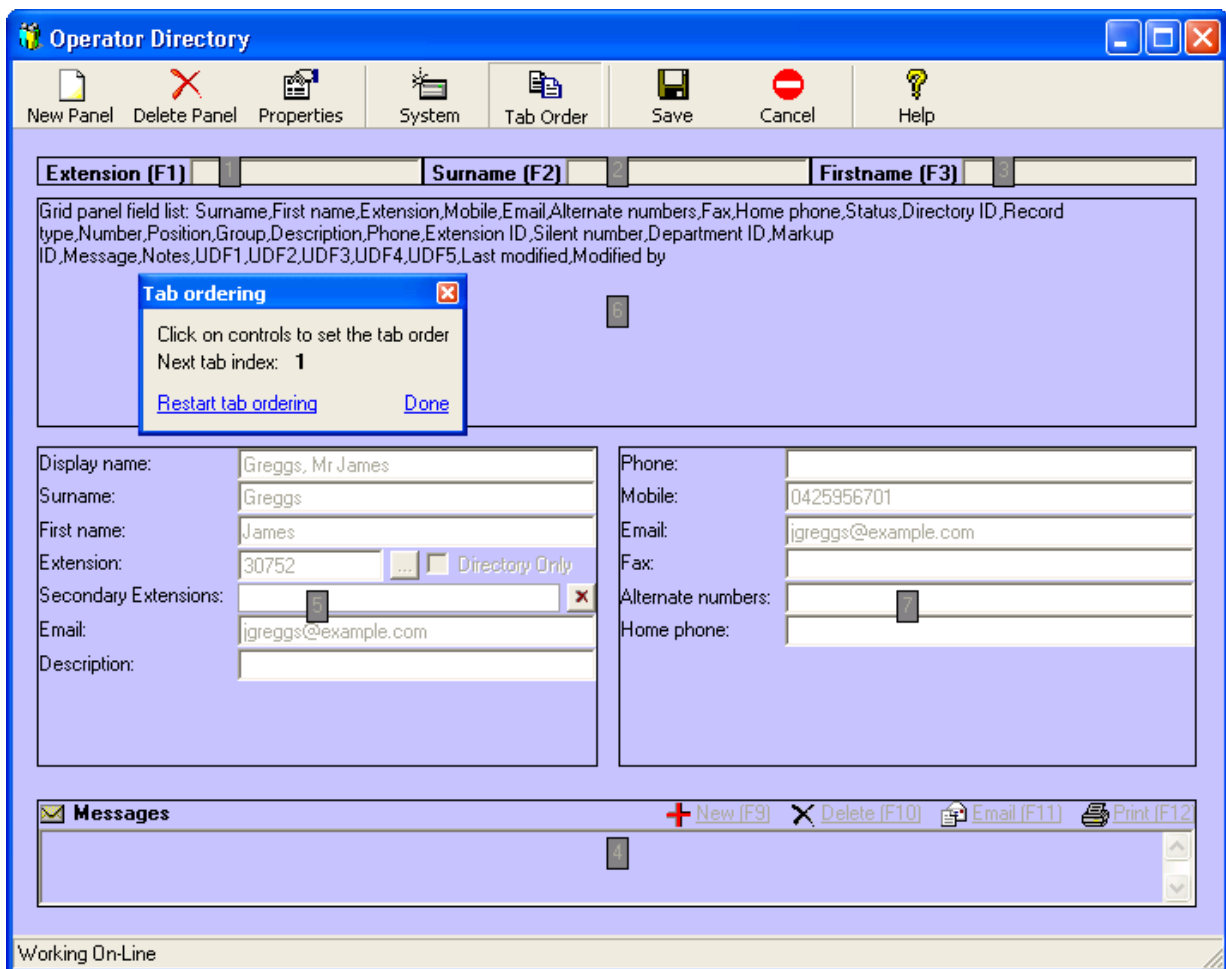 Operator Directory
New Panel Delete Panel Properties System Tab Order Save Cancel Help
Extension (F1) 1 Surname (F2) 2 Firstname (F3) 3
Grid panel field list: Surname,First name,Extension,Mobile,Email,Alternate numbers,Fax,Home phone,Status,Directory ID,Record
type,Number,Position,Group,Description,Phone,Extension ID,Silent number,Department ID,Markup
ID,Message,Notes,UDF1,UDF2,UDF3,UDF4,UDF5,Last modified,Modified by
Tab ordering
6
Click on controls to set the tab order
Next tab index: 1
Restart tab ordering Done
Display name: Greggs, Mr James
Surname: Greggs
First name: James
Extension: 30752 ... Directory Only
Secondary Extensions: 5
Email: jgreggs@example.com
Description:
Phone:
Mobile: 0425956701
Email: jgreggs@example.com
Fax:
Alternate numbers: 7
Home phone:
Messages New (F9) Delete (F10) Email (F11) Print (F12)
4
Working On-Line